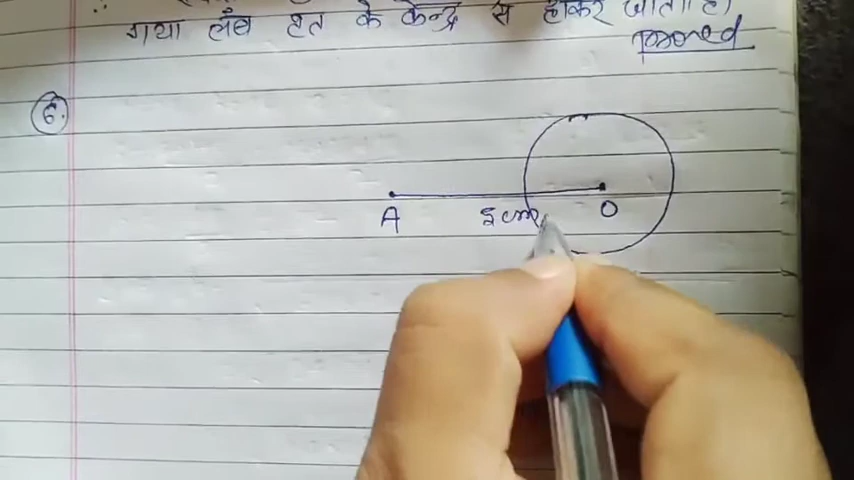 गया लंब वृत के केन्द्र से होकर जाता है।
proved
6.
A 5cm O